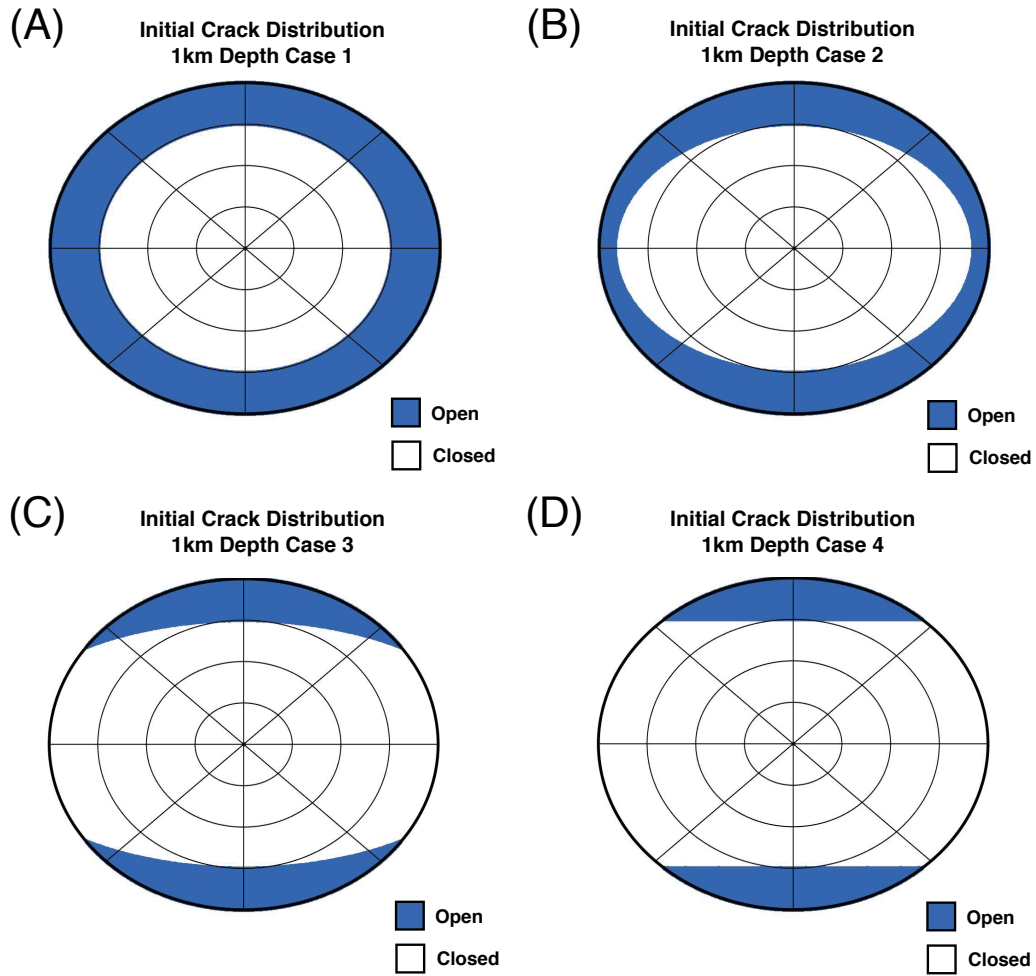 (A)
Initial Crack Distribution
1km Depth Case 1
Open
Closed
(B)
Initial Crack Distribution
1km Depth Case 2
Open
Closed
(C)
Initial Crack Distribution
1km Depth Case 3
Open
Closed
(D)
Initial Crack Distribution
1km Depth Case 4
Open
Closed